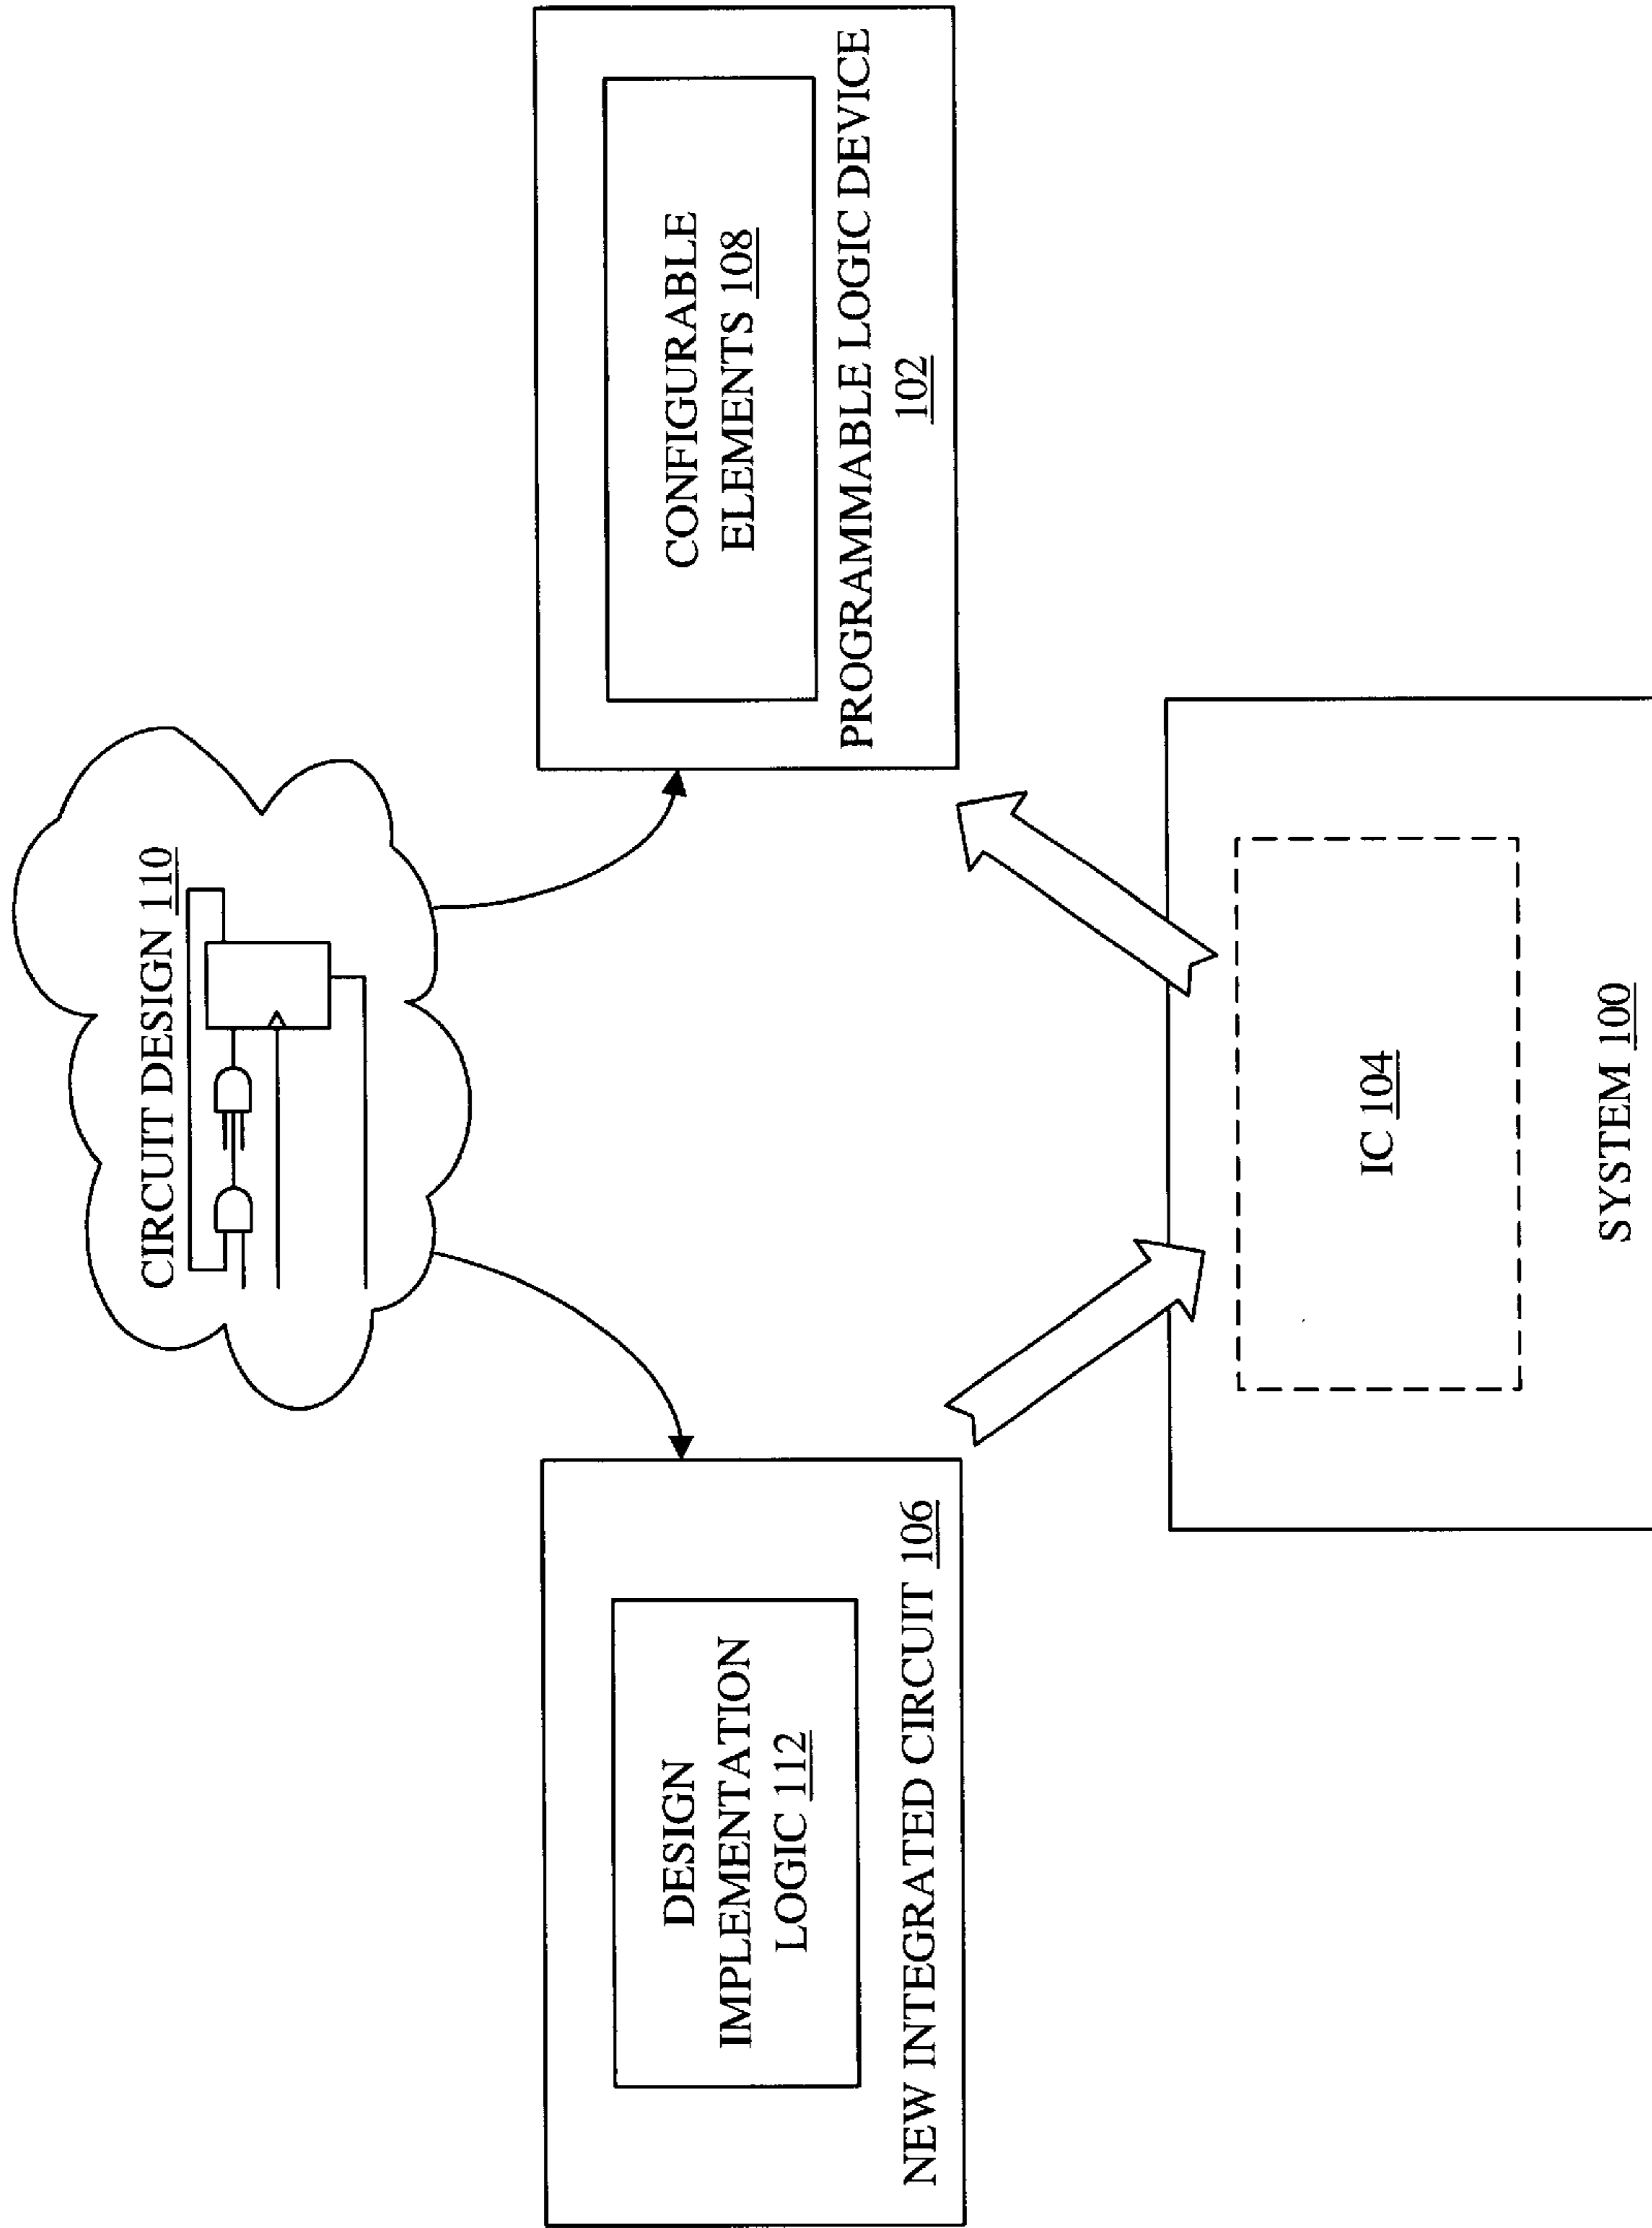 CIRCUIT DESIGN 110
DESIGN
IMPLEMENTATION
LOGIC 112
NEW INTEGRATED CIRCUIT 106
CONFIGURABLE
ELEMENTS 108
PROGRAMMABLE LOGIC DEVICE
102
IC 104
SYSTEM 100